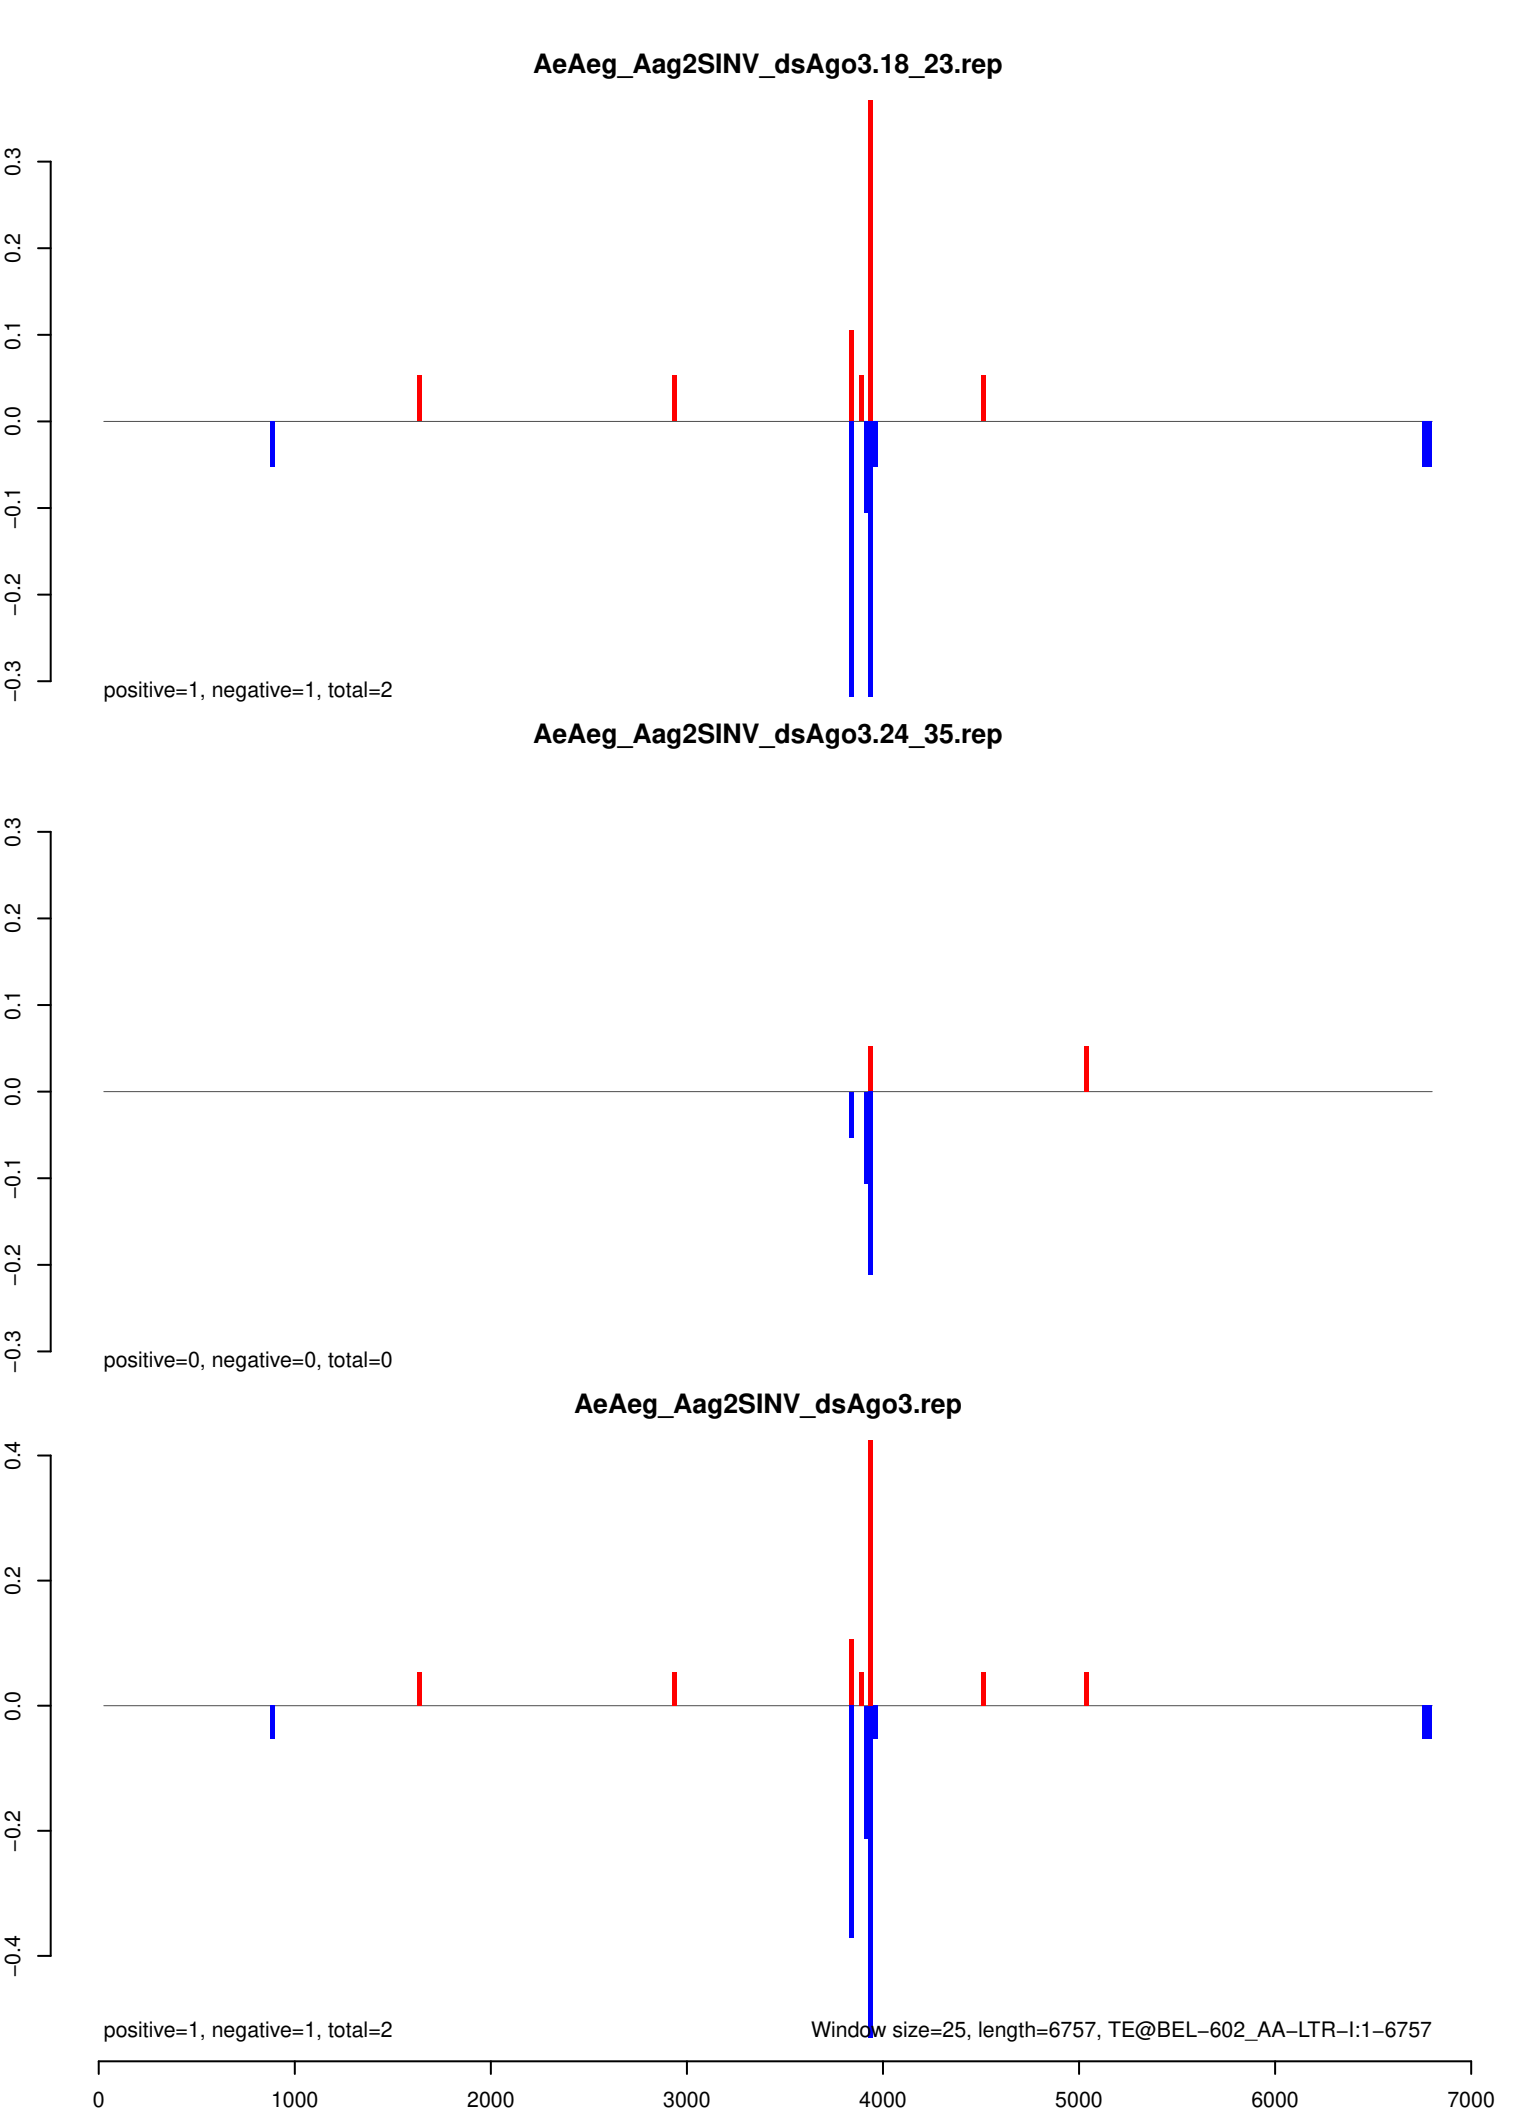 AeAeg_Aag2SINV_dsAgo3.18_23.rep
0.3
0.2
0.1
0.0
−0.1
−0.2
−0.3
positive=1, negative=1, total=2
AeAeg_Aag2SINV_dsAgo3.24_35.rep
0.3
0.2
0.1
0.0
−0.1
−0.2
−0.3
positive=0, negative=0, total=0
AeAeg_Aag2SINV_dsAgo3.rep
0.4
0.2
0.0
−0.2
−0.4
positive=1, negative=1, total=2
Window size=25, length=6757, TE@BEL−602_AA−LTR−I:1−6757
0 1000 2000 3000 4000 5000 6000 7000